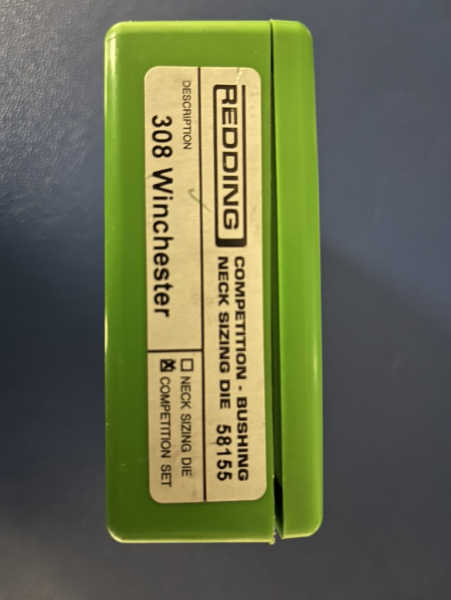 REDDING
COMPETITION - BUSHING
NECK SIZING DIE 58155
DESCRIPTION
308 Winchester
NECK SIZING DIE
COMPETITION SET